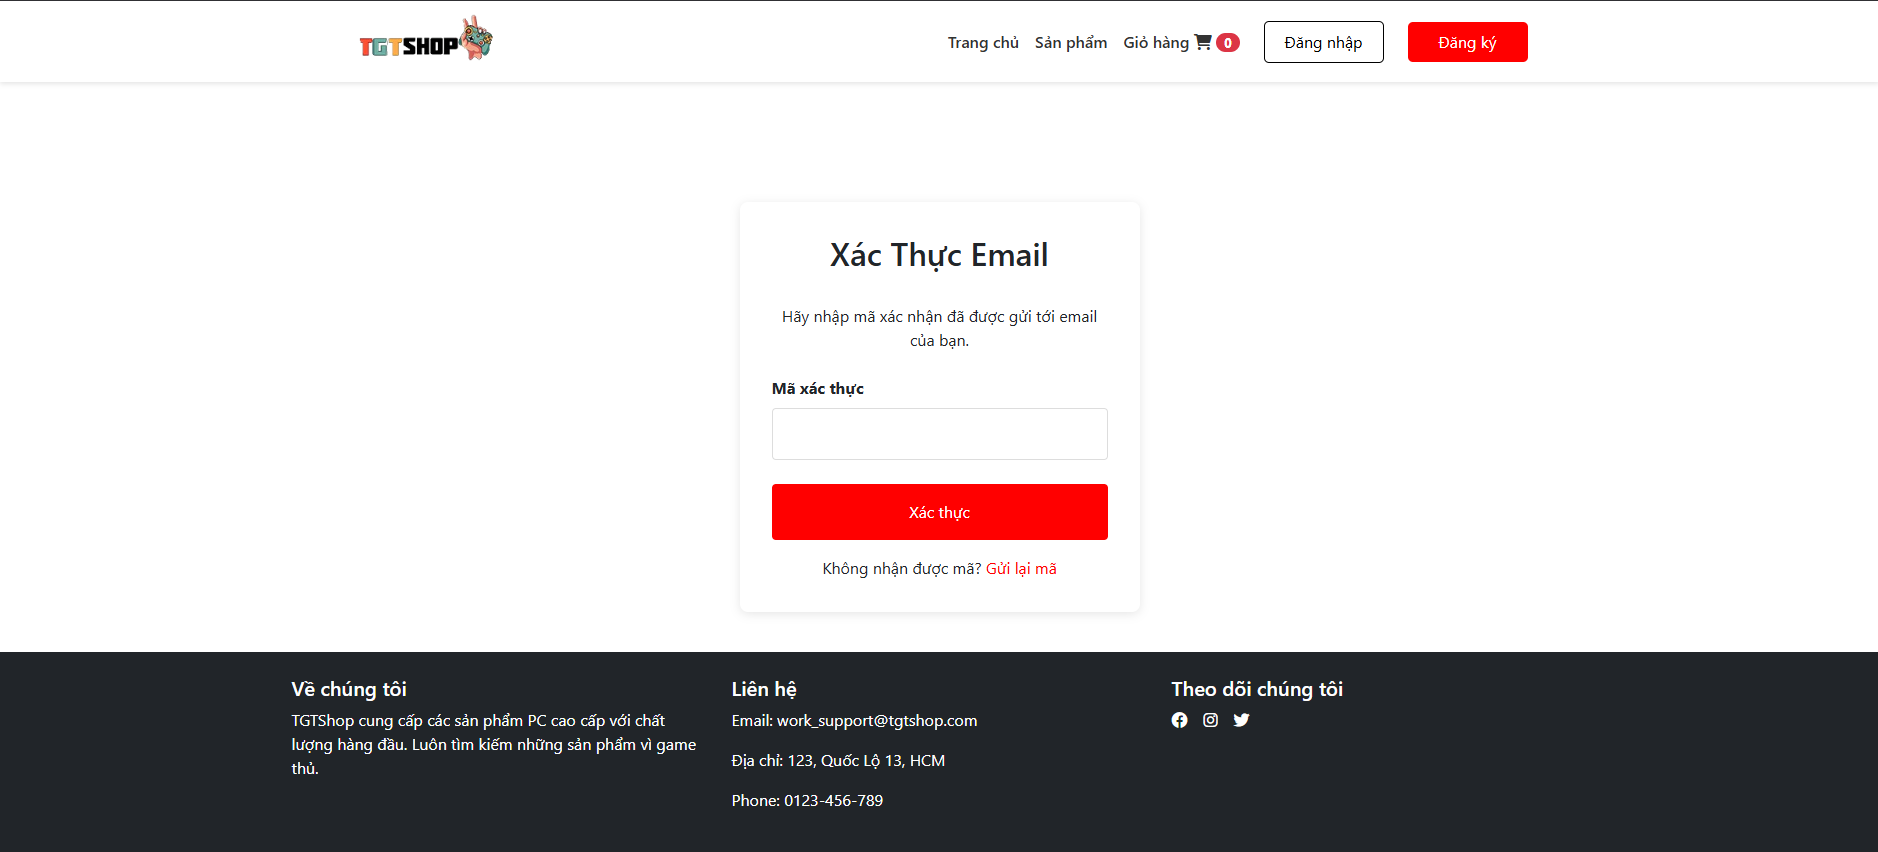 TGTSHOP
Trang chủ Sản phẩm Giỏ hàng 0 Đăng nhập Đăng ký
Xác Thực Email
Hãy nhập mã xác nhận đã được gửi tới email
của bạn.
Mã xác thực
Xác thực
Không nhận được mã? Gửi lại mã
Về chúng tôi
TGTShop cung cấp các sản phẩm PC cao cấp với chất
lượng hàng đầu. Luôn tìm kiếm những sản phẩm vì game
thủ.
Liên hệ
Email: work_support@tgtshop.com
Địa chỉ: 123, Quốc Lộ 13, HCM
Phone: 0123-456-789
Theo dõi chúng tôi